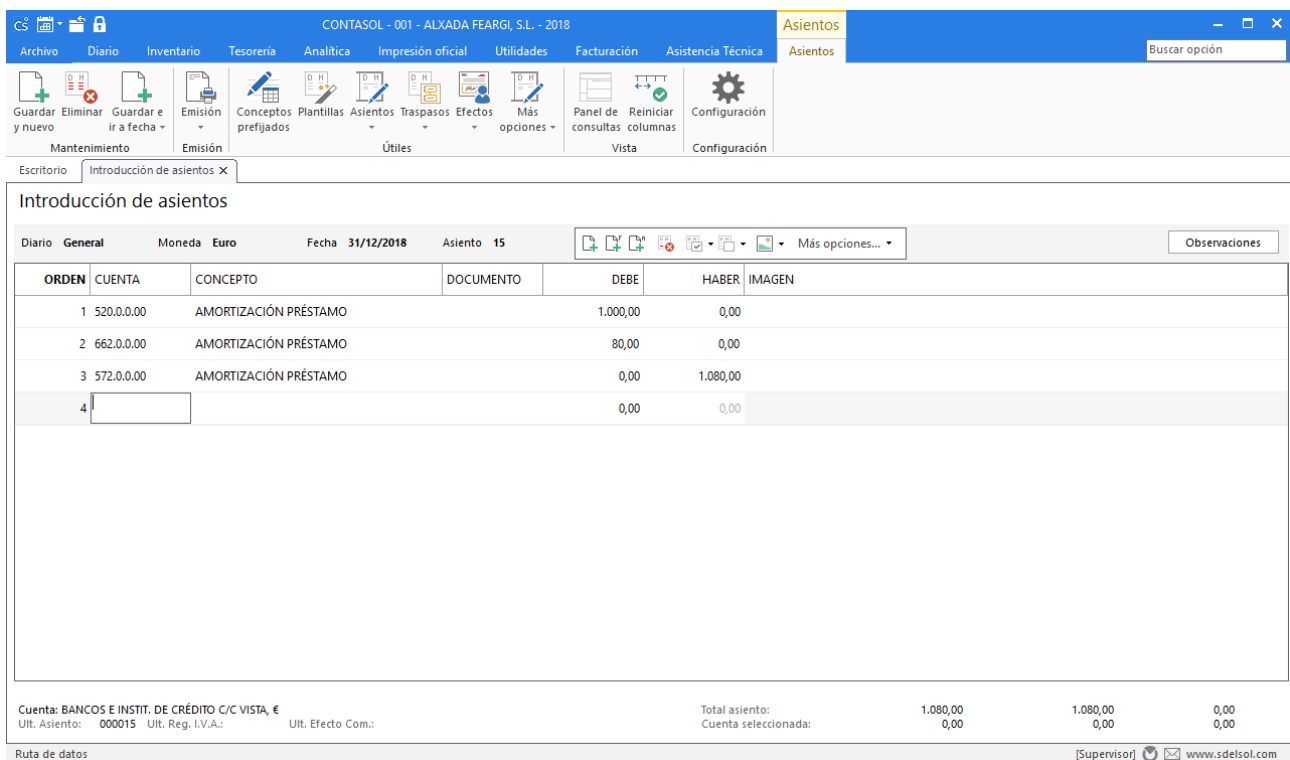 CONTASOL - 001 - ALXADA FEARGI, S.L. - 2018
Asientos
Archivo Diario Inventario Tesorería Analítica Impresión oficial Utilidades Facturación Asistencia Técnica Asientos
Buscar opción
Guardar y nuevo
Eliminar
Guardar e ir a fecha
Emisión
Conceptos prefijados
Plantillas
Asientos
Traspasos
Efectos
Más opciones
Panel de consultas
Reiniciar columnas
Configuración
Mantenimiento Emisión Útiles Vista Configuración
Escritorio Introducción de asientos X
Introducción de asientos
Diario General Moneda Euro Fecha 31/12/2018 Asiento 15 Más opciones... Observaciones
ORDEN CUENTA CONCEPTO DOCUMENTO DEBE HABER IMAGEN
1 520.0.0.00 AMORTIZACIÓN PRÉSTAMO 1.000,00 0,00
2 662.0.0.00 AMORTIZACIÓN PRÉSTAMO 80,00 0,00
3 572.0.0.00 AMORTIZACIÓN PRÉSTAMO 0,00 1.080,00
4 0,00 0,00
Cuenta: BANCOS E INSTIT. DE CRÉDITO C/C VISTA, € Total asiento: 1.080,00 1.080,00 0,00
Ult. Asiento: 000015 Ult. Reg. I.V.A.: Ult. Efecto Com.: Cuenta seleccionada: 0,00 0,00 0,00
Ruta de datos [Supervisor] www.sdelsol.com